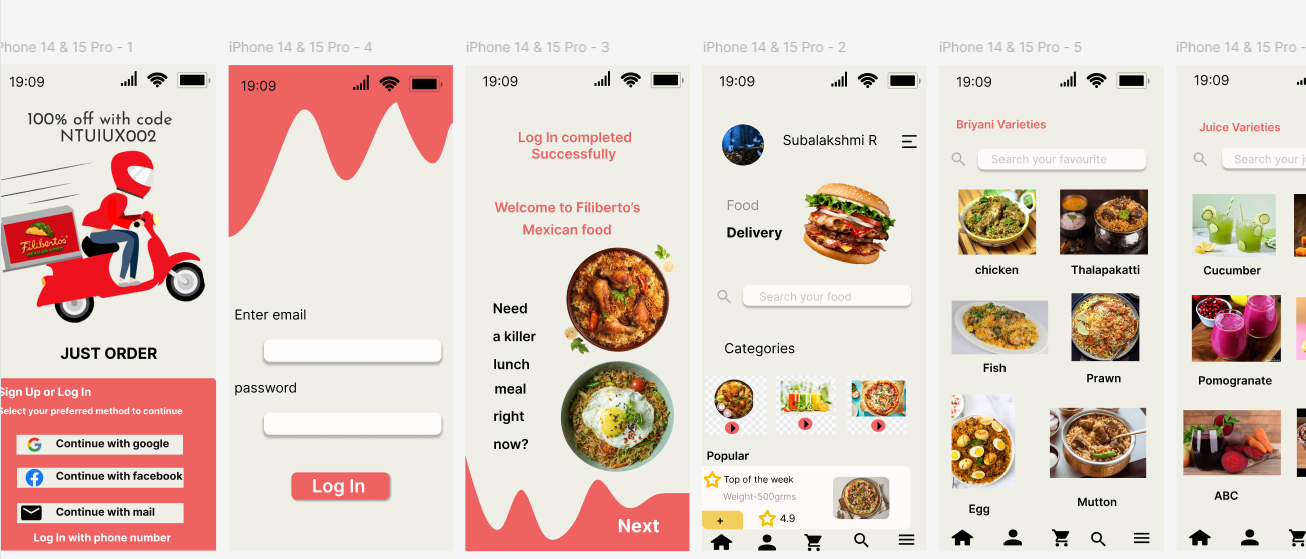 Phone 14 & 15 Pro - 1
19:09
100% off with code
NTUIUX002
Filibertos
MEXICAN FOOD
JUST ORDER
Sign Up or Log In
Select your preferred method to continue
Continue with google
Continue with facebook
Continue with mail
Log In with phone number
iPhone 14 & 15 Pro - 4
19:09
Enter email
password
Log In
iPhone 14 & 15 Pro - 3
19:09
Log In completed
Successfully
Welcome to Filiberto's
Mexican food
Need
a killer
lunch
meal
right
now?
Next
iPhone 14 & 15 Pro - 2
19:09
Subalakshmi R
Food
Delivery
Search your food
Categories
Popular
Top of the week
Weight-500grms
+
4.9
iPhone 14 & 15 Pro - 5
19:09
Briyani Varieties
Search your favourite
chicken
Thalapakatti
Fish
Prawn
Egg
Mutton
iPhone 14 & 15 Pro -
19:09
Juice Varieties
Search your ju
Cucumber
Pomogranate
ABC